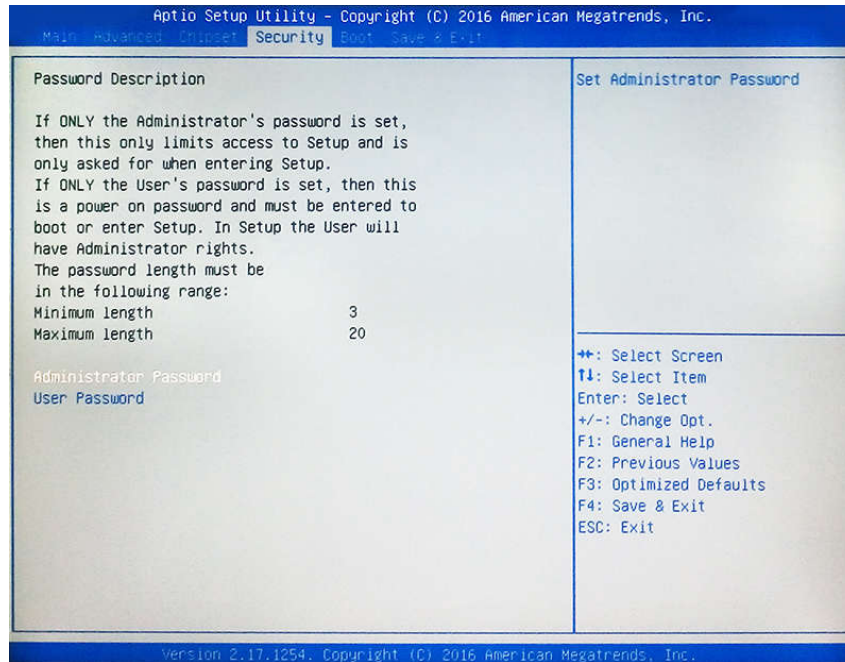 Aptio Setup Utility - Copyright (C) 2016 American Megatrends, Inc.
Main Advanced Chipset Security Boot Save & Exit
Password Description
If ONLY the Administrator's password is set,
then this only limits access to Setup and is
only asked for when entering Setup.
If ONLY the User's password is set, then this
is a power on password and must be entered to
boot or enter Setup. In Setup the User will
have Administrator rights.
The password length must be
in the following range:
Minimum length 3
Maximum length 20
Administrator Password
User Password
Set Administrator Password
→←: Select Screen
↑↓: Select Item
Enter: Select
+/-: Change Opt.
F1: General Help
F2: Previous Values
F3: Optimized Defaults
F4: Save & Exit
ESC: Exit
Version 2.17.1254. Copyright (C) 2016 American Megatrends, Inc.